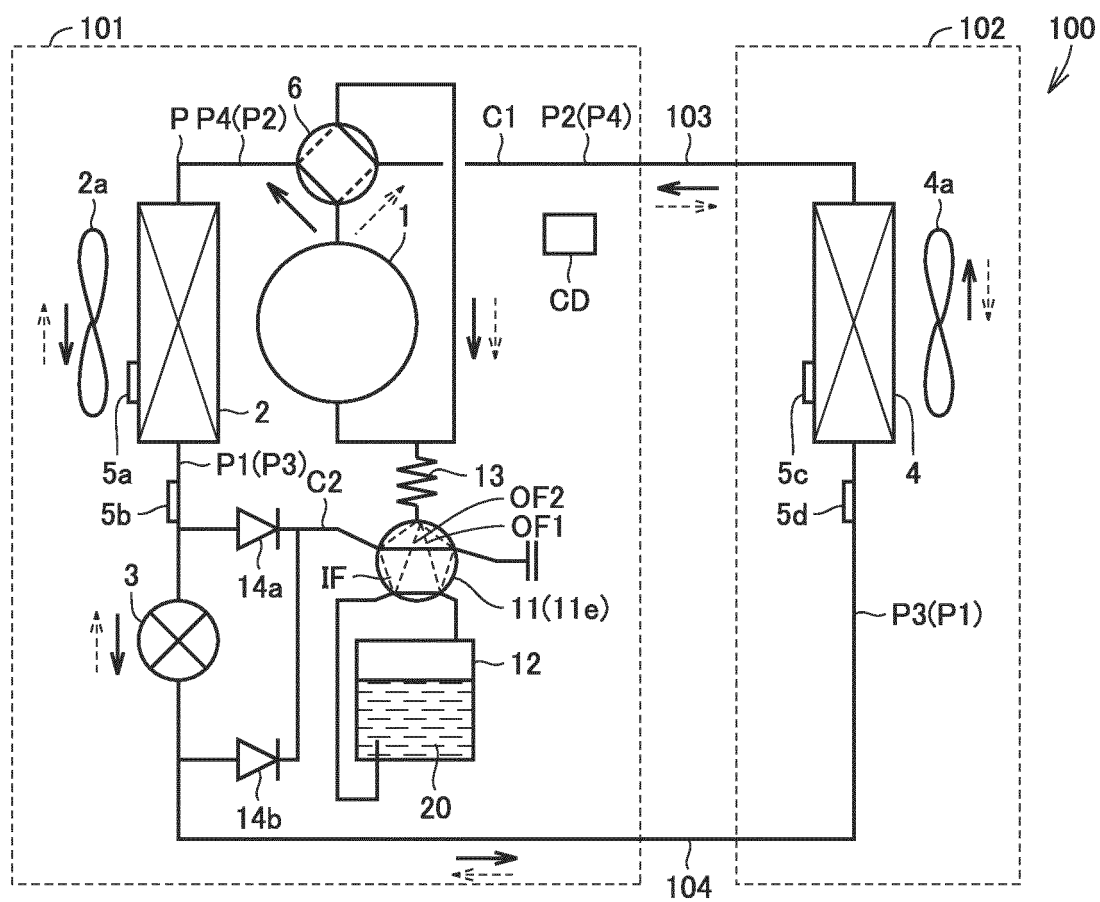 101
102
100
6
P P4(P2)
C1 P2(P4) 103
2a
4a
1
CD
5a
2
5c
4
P1(P3)
C2
13
5b
OF2
5d
OF1
3
14a
IF
11(11e)
P3(P1)
12
14b
20
104